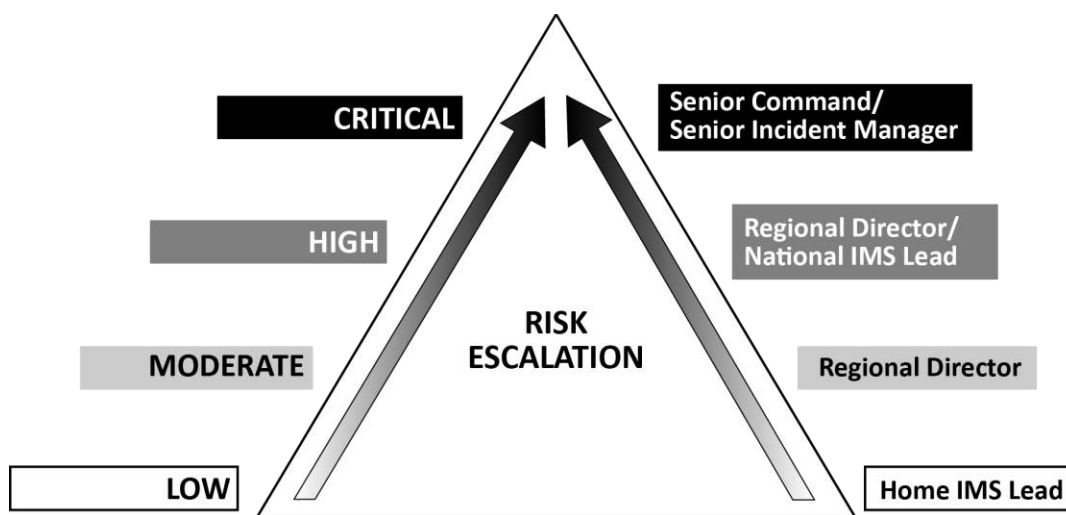 CRITICAL
Senior Command/
Senior Incident Manager
HIGH
Regional Director/
National IMS Lead
RISK
ESCALATION
MODERATE
Regional Director
LOW
Home IMS Lead